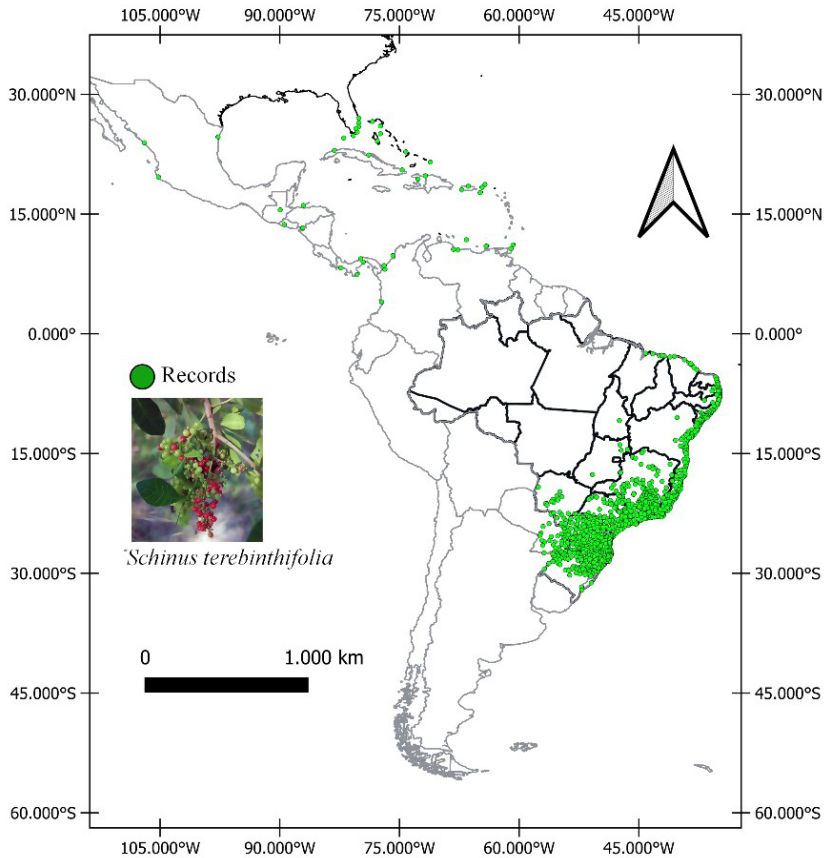 105.000°W 90.000°W 75.000°W 60.000°W 45.000°W
30.000°N 30.000°N
15.000°N 15.000°N
0.000° 0.000°
Records
15.000°S 15.000°S
Schinus terebinthifolia
30.000°S 30.000°S
0 1.000 km
45.000°S 45.000°S
60.000°S 60.000°S
105.000°W 90.000°W 75.000°W 60.000°W 45.000°W